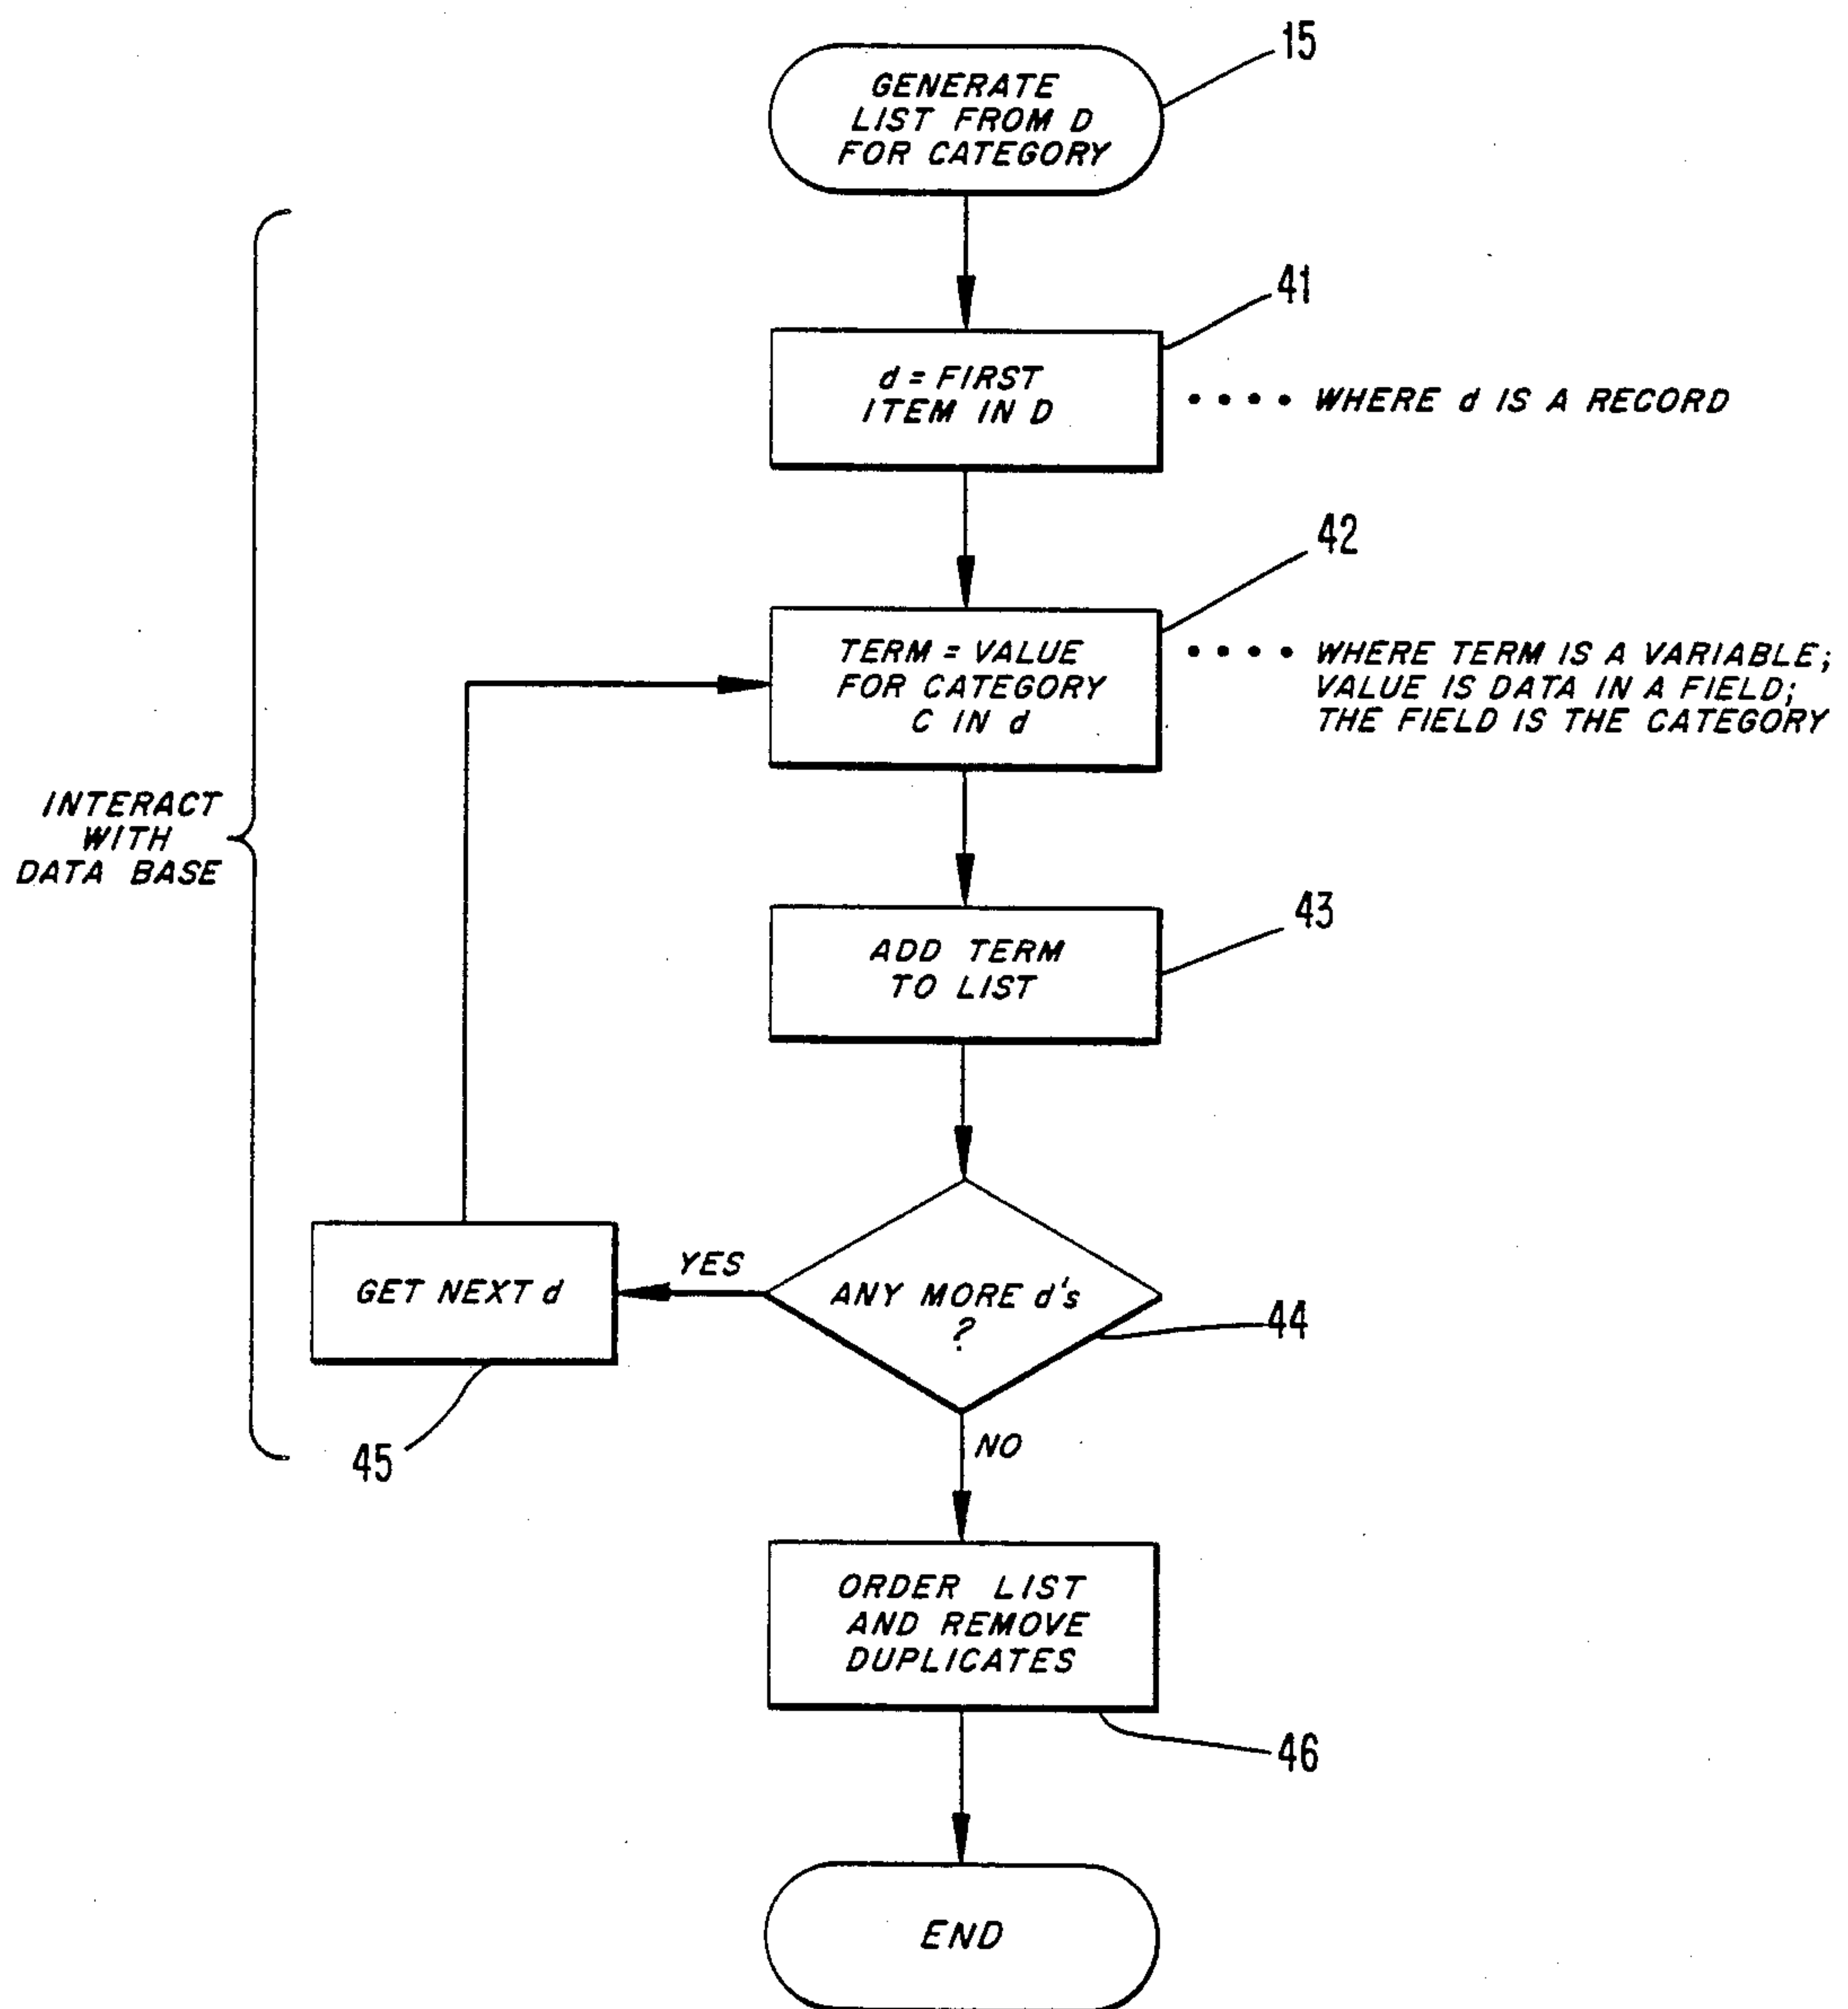 15
GENERATE
LIST FROM D
FOR CATEGORY
41
d = FIRST
ITEM IN D
•••• WHERE d IS A RECORD
42
TERM = VALUE
FOR CATEGORY
C IN d
•••• WHERE TERM IS A VARIABLE;
VALUE IS DATA IN A FIELD;
THE FIELD IS THE CATEGORY
INTERACT
WITH
DATA BASE
43
ADD TERM
TO LIST
YES
GET NEXT d
ANY MORE d's
?
44
45
NO
ORDER LIST
AND REMOVE
DUPLICATES
46
END